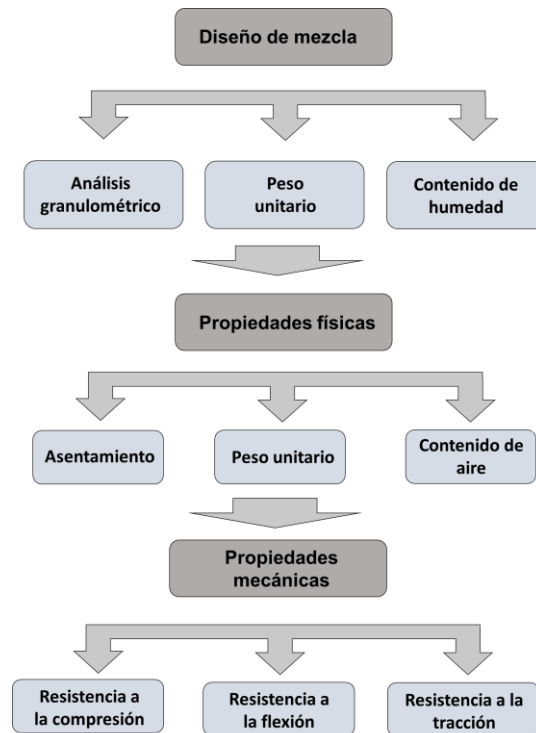 Diseño de mezcla
Análisis
granulométrico
Peso
unitario
Contenido de
humedad
Propiedades físicas
Asentamiento
Peso unitario
Contenido de
aire
Propiedades
mecánicas
Resistencia a
la compresión
Resistencia a
la flexión
Resistencia a la
tracción